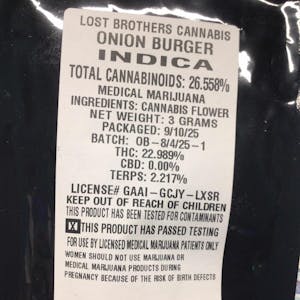 LOST BROTHERS CANNABIS
ONION BURGER
INDICA
TOTAL CANNABINOIDS: 26.558%
MEDICAL MARIJUANA
INGREDIENTS: CANNABIS FLOWER
NET WEIGHT: 3 GRAMS
PACKAGED: 9/10/25
BATCH: OB-8/4/25-1
THC: 22.989%
CBD: 0.00%
TERPS: 2.217%
LICENSE# GAAI-GCJY-LXSR
KEEP OUT OF REACH OF CHILDREN
THIS PRODUCT HAS BEEN TESTED FOR CONTAMINANTS
[X] THIS PRODUCT HAS PASSED TESTING
FOR USE BY LICENSED MEDICAL MARIJUANA PATIENTS ONLY
WOMEN SHOULD NOT USE MARIJUANA OR
MEDICAL MARIJUANA PRODUCTS DURING
PREGNANCY BECAUSE OF THE RISK OF BIRTH DEFECTS